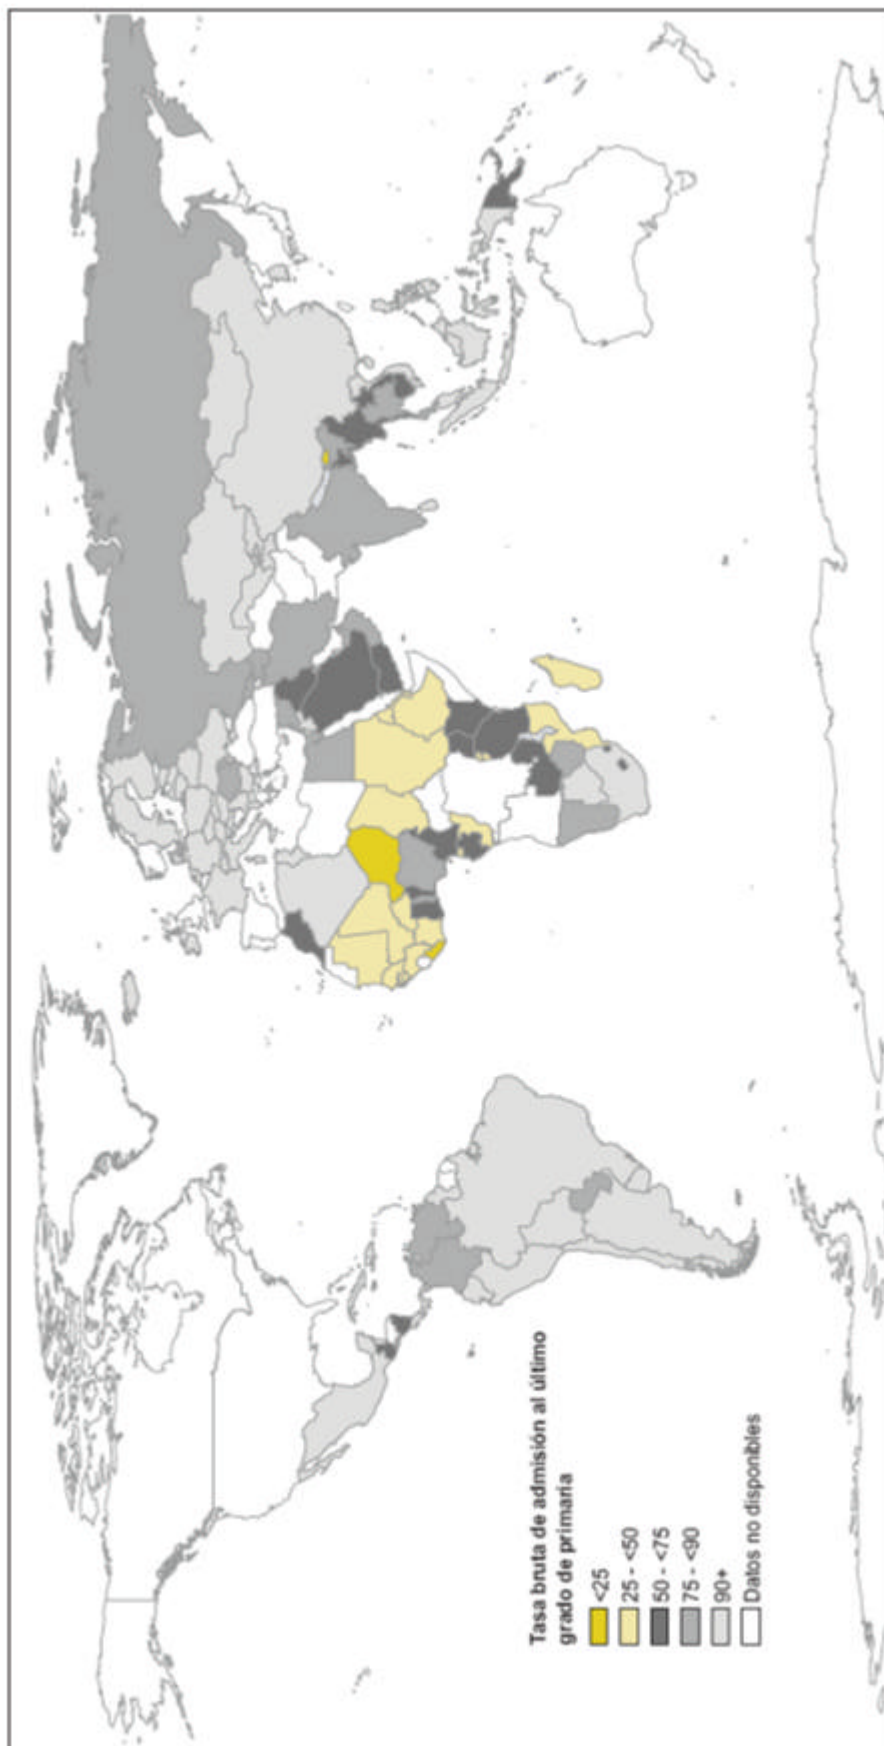 Tasa bruta de admisión al último
grado de primaria
<25
25 - <50
50 - <75
75 - <90
90+
Datos no disponibles